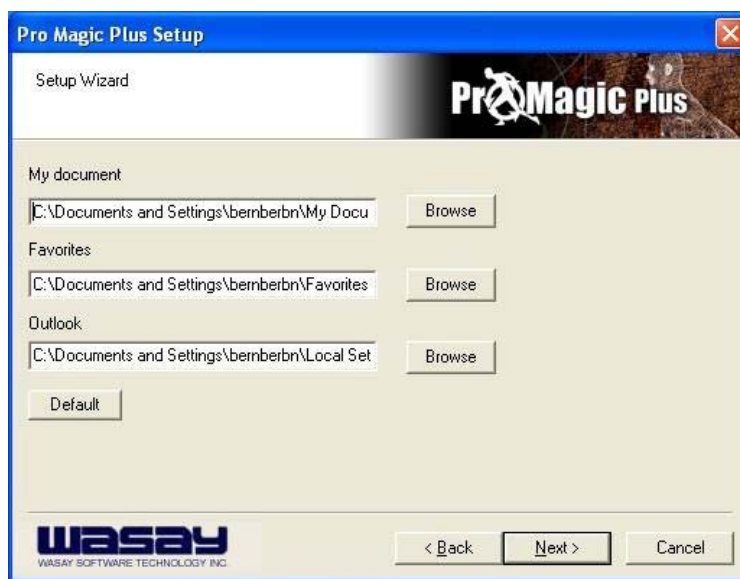 Pro Magic Plus Setup
Setup Wizard
PrOMagic Plus
My document
C:\Documents and Settings\bernberbn\My Docu
Browse
Favorites
C:\Documents and Settings\bernberbn\Favorites
Browse
Outlook
C:\Documents and Settings\bernberbn\Local Set
Browse
Default
wasay
WASAY SOFTWARE TECHNOLOGY INC.
< Back
Next >
Cancel